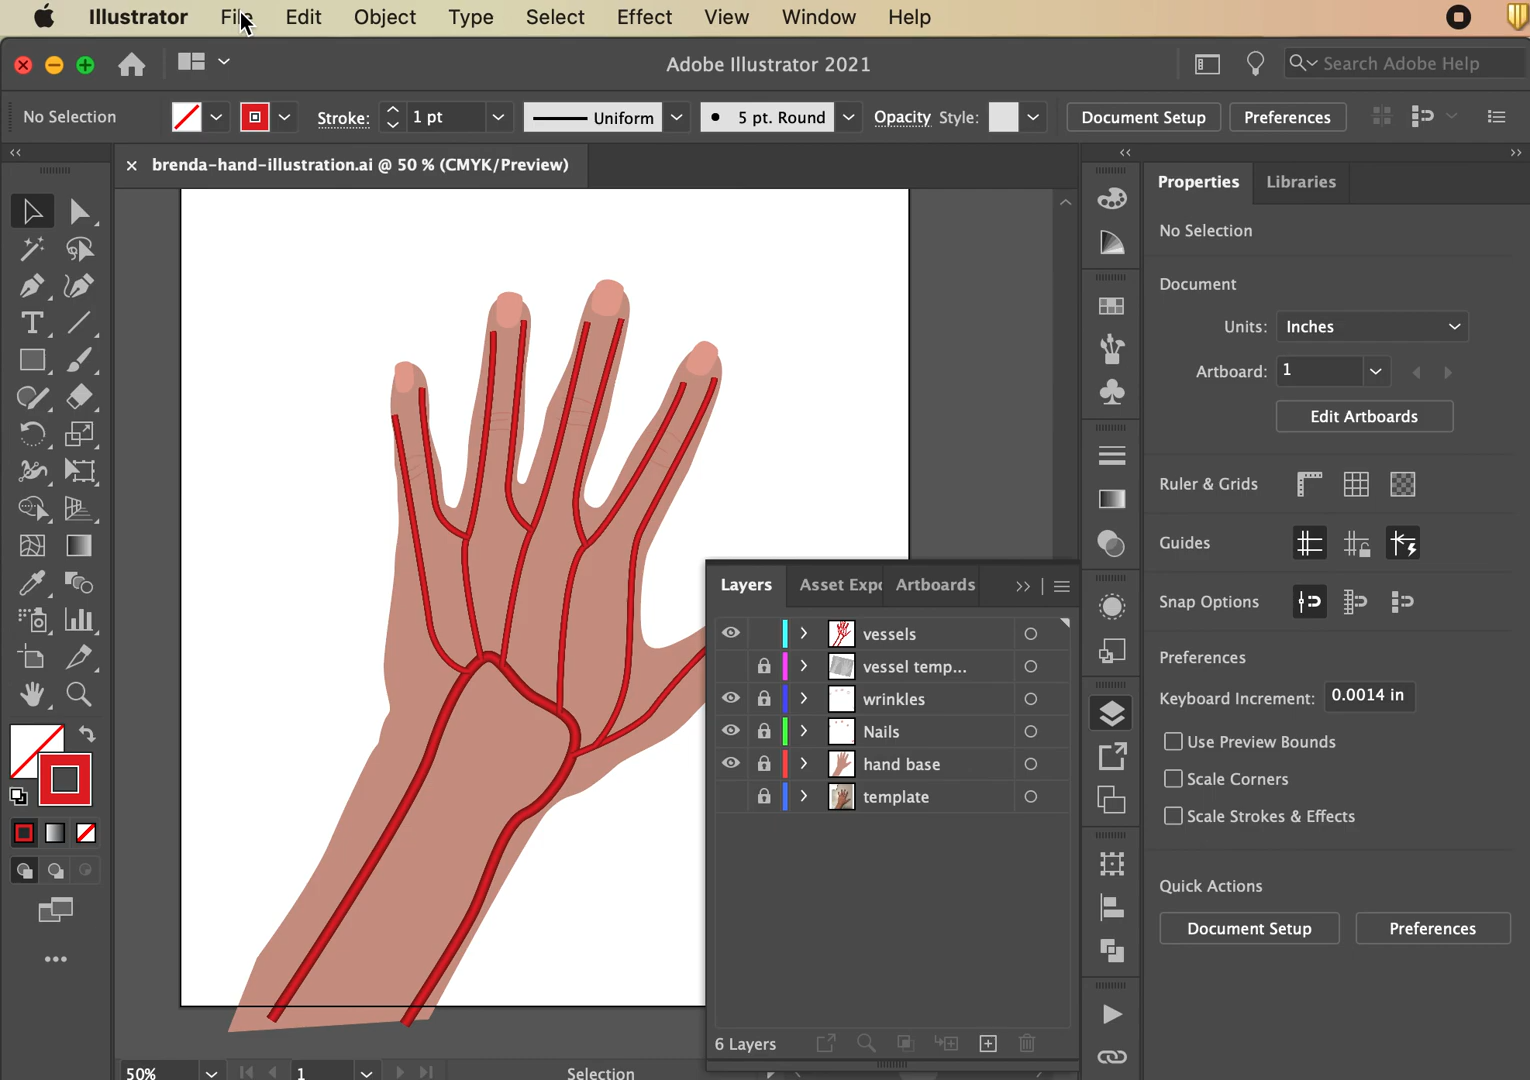 Illustrator File Edit Object Type Select Effect View Window Help
Adobe Illustrator 2021
Search Adobe Help
No Selection Stroke: 1 pt Uniform 5 pt. Round Opacity Style: Document Setup Preferences
brenda-hand-illustration.ai @ 50 % (CMYK/Preview)
Properties Libraries
No Selection
Document
Units: Inches
Artboard: 1
Edit Artboards
Ruler & Grids
Guides
Snap Options
Preferences
Keyboard Increment: 0.0014 in
Use Preview Bounds
Scale Corners
Scale Strokes & Effects
Quick Actions
Document Setup Preferences
Layers Asset Expo Artboards
vessels
vessel temp...
wrinkles
Nails
hand base
template
6 Layers
50% 1 Selection